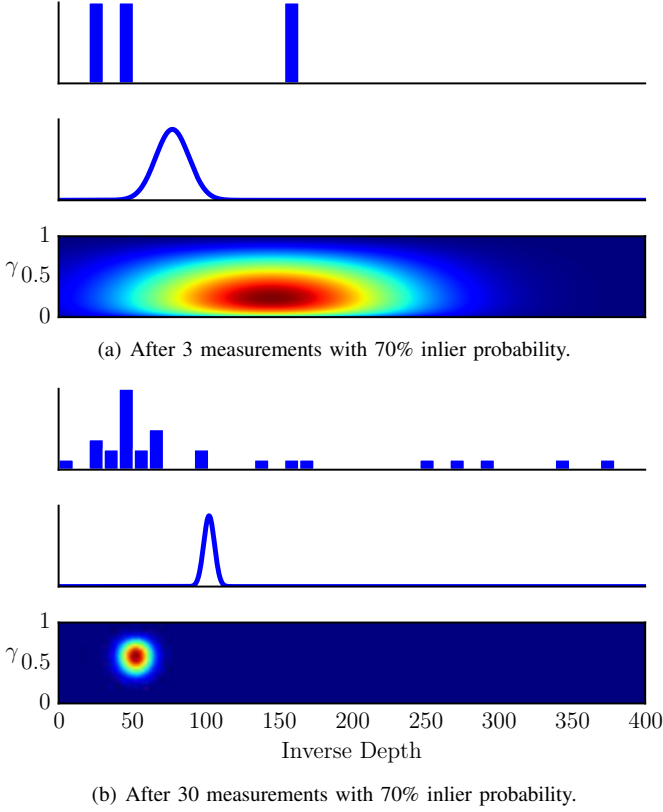 1
γ 0.5
0
(a) After 3 measurements with 70% inlier probability.
1
γ 0.5
0
0 50 100 150 200 250 300 350 400
Inverse Depth
(b) After 30 measurements with 70% inlier probability.